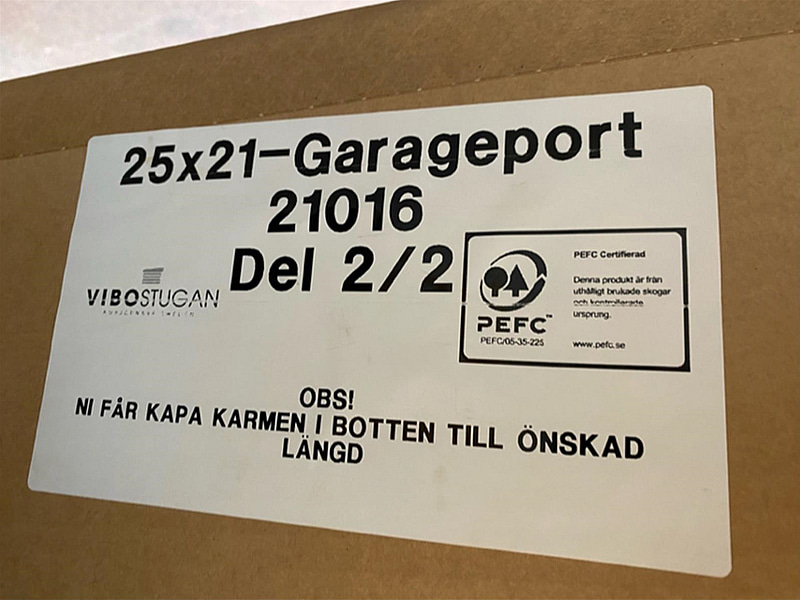 25x21-Garageport
21016
Del 2/2
VIBOSTUGAN
PEFC™
PEFC/05-35-225
PEFC Certifierad
Denna produkt är från
uthålligt brukade skogar
och kontrollerade
ursprung.
www.pefc.se
OBS!
NI FÅR KAPA KARMEN I BOTTEN TILL ÖNSKAD
LÄNGD